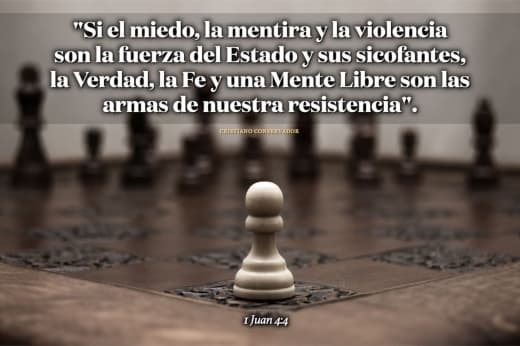 "Si el miedo, la mentira y la violencia
son la fuerza del Estado y sus sicofantes,
la Verdad, la Fe y una Mente Libre son las
armas de nuestra resistencia".
CRISTIANO CONSERVADOR
1 Juan 4:4